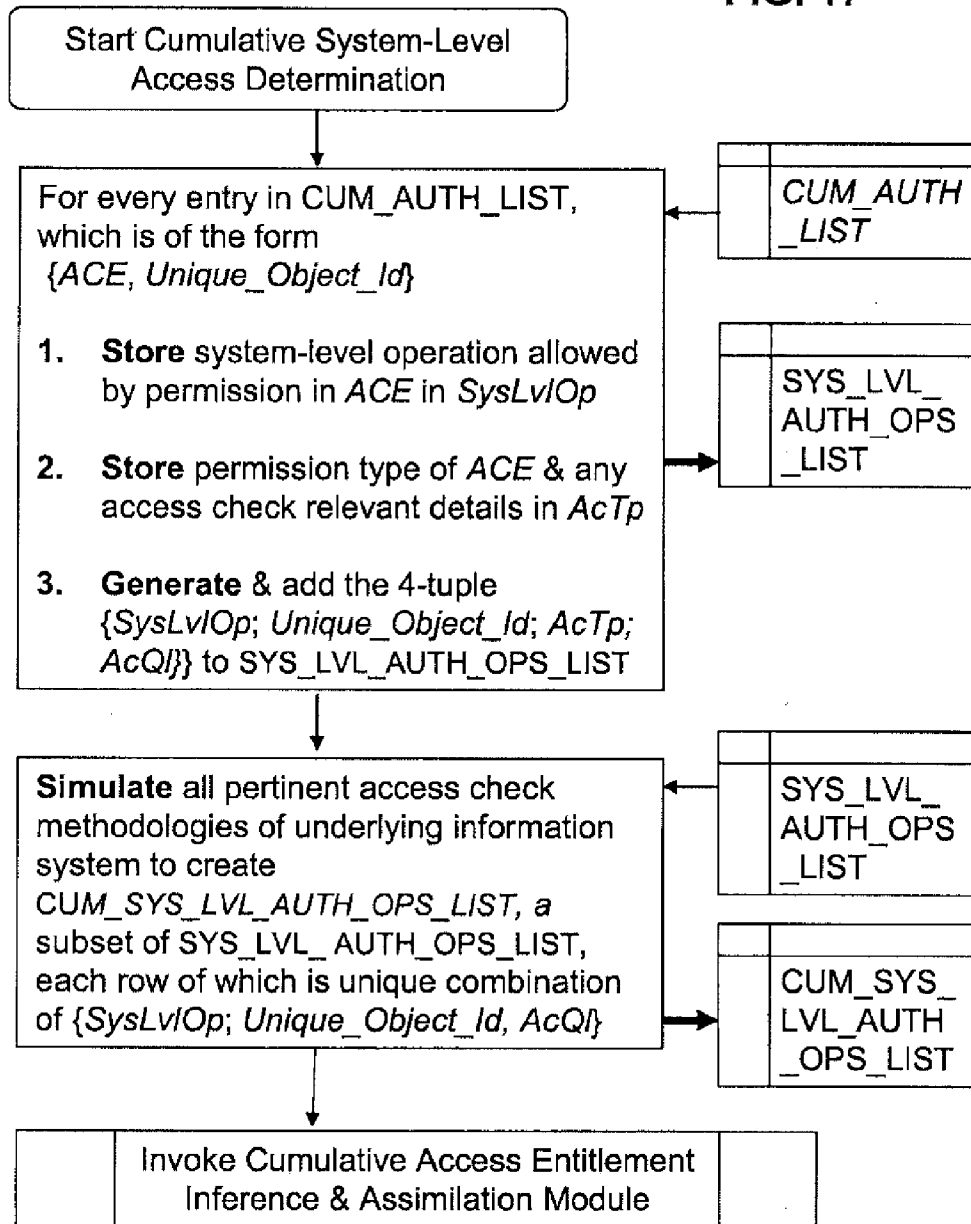 Start Cumulative System-Level
Access Determination
For every entry in CUM_AUTH_LIST,
which is of the form
{ACE, Unique_Object_Id}
1. Store system-level operation allowed
by permission in ACE in SysLvlOp
2. Store permission type of ACE & any
access check relevant details in AcTp
3. Generate & add the 4-tuple
{SysLvlOp; Unique_Object_Id; AcTp;
AcQl}} to SYS_LVL_AUTH_OPS_LIST
CUM_AUTH
_LIST
SYS_LVL_
AUTH_OPS
_LIST
Simulate all pertinent access check
methodologies of underlying information
system to create
CUM_SYS_LVL_AUTH_OPS_LIST, a
subset of SYS_LVL_ AUTH_OPS_LIST,
each row of which is unique combination
of {SysLvlOp; Unique_Object_Id, AcQl}
SYS_LVL_
AUTH_OPS
_LIST
CUM_SYS_
LVL_AUTH
_OPS_LIST
Invoke Cumulative Access Entitlement
Inference & Assimilation Module